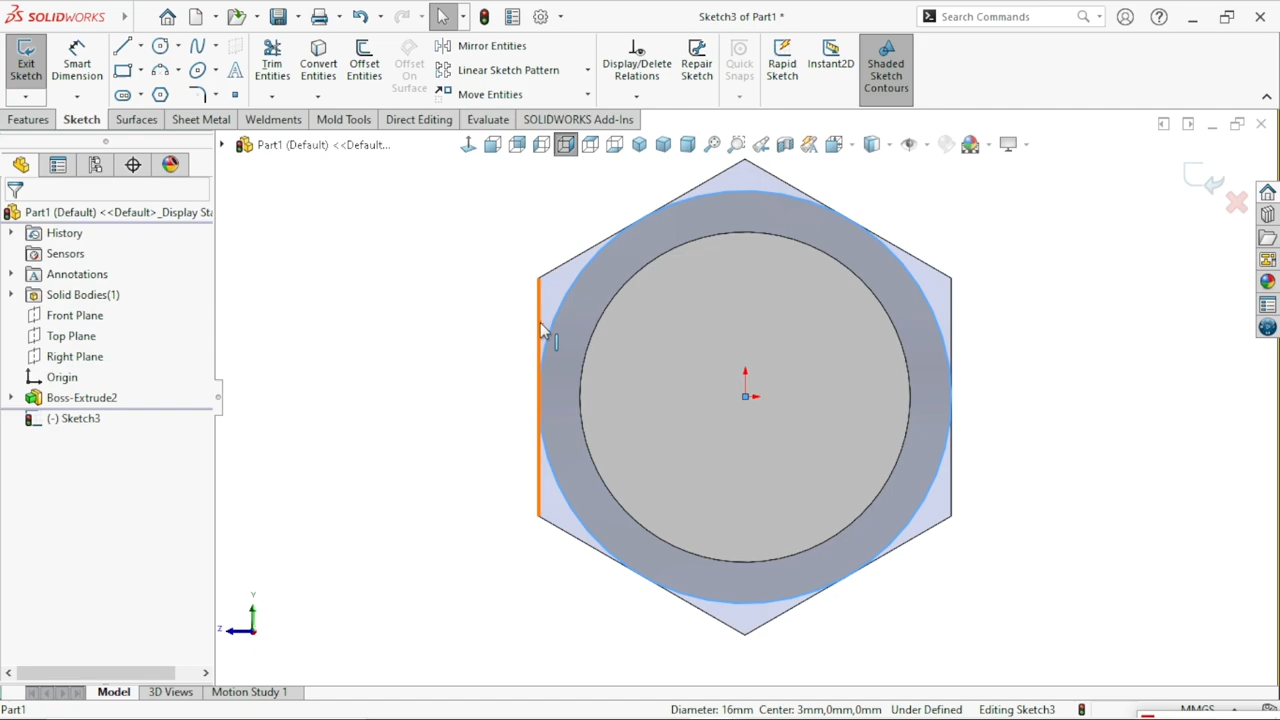 SOLIDWORKS
Sketch3 of Part1 *
Search Commands
Exit Sketch
Smart Dimension
Trim Entities
Convert Entities
Offset Entities
Offset On Surface
Mirror Entities
Linear Sketch Pattern
Move Entities
Display/Delete Relations
Repair Sketch
Quick Snaps
Rapid Sketch
Instant2D
Shaded Sketch Contours
Features
Sketch
Surfaces
Sheet Metal
Weldments
Mold Tools
Direct Editing
Evaluate
SOLIDWORKS Add-Ins
Part1 (Default) <<Default...
Part1 (Default) <<Default>_Display Sta
History
Sensors
Annotations
Solid Bodies(1)
Front Plane
Top Plane
Right Plane
Origin
Boss-Extrude2
(-) Sketch3
Y
Z
Model
3D Views
Motion Study 1
Part1
Diameter: 16mm Center: 3mm,0mm,0mm
Under Defined
Editing Sketch3
MMGS